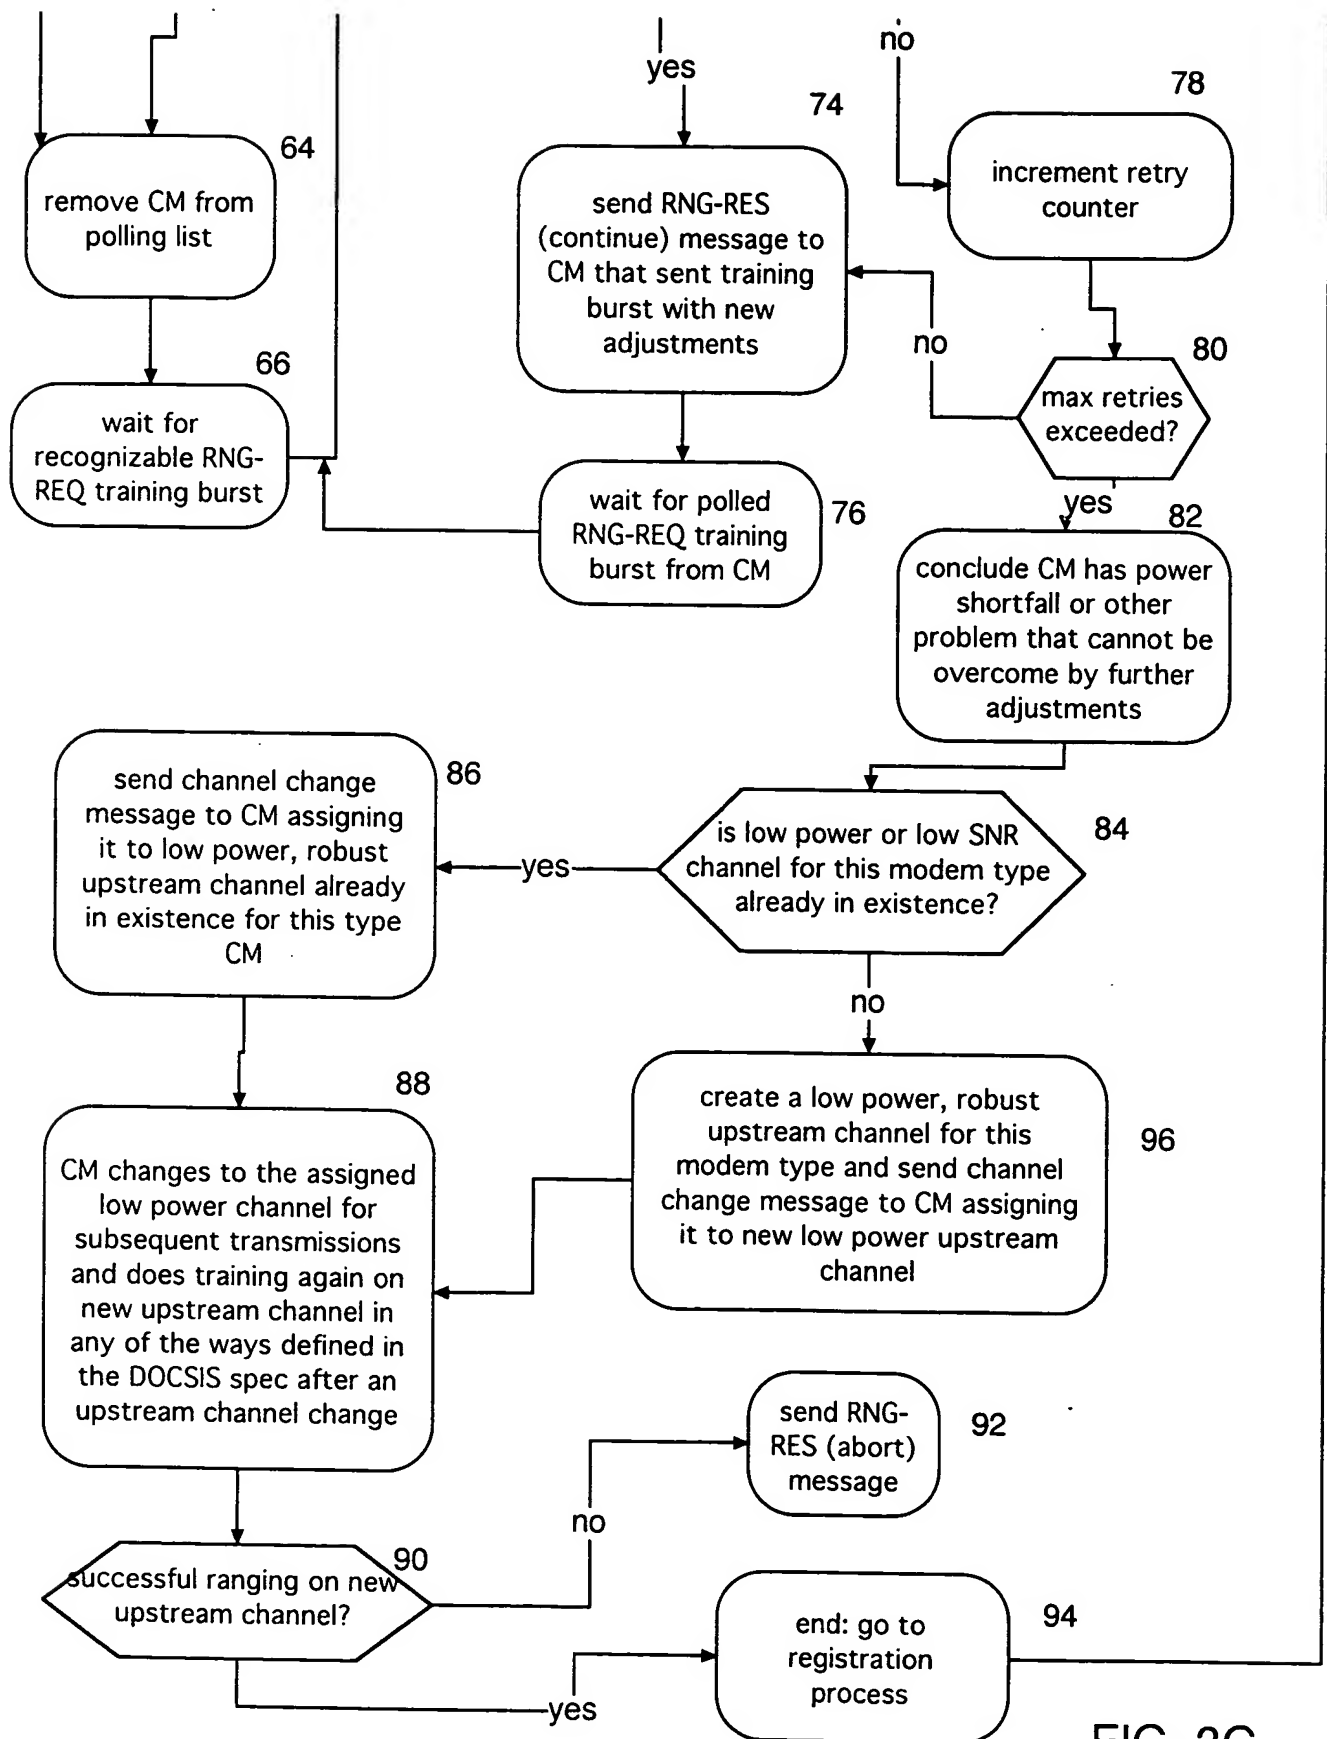 no
yes
78
74
64
remove CM from
polling list
send RNG-RES
(continue) message to
CM that sent training
burst with new
adjustments
increment retry
counter
no
80
max retries
exceeded?
66
wait for
recognizable RNG-
REQ training burst
wait for polled
RNG-REQ training
burst from CM
76
yes
82
conclude CM has power
shortfall or other
problem that cannot be
overcome by further
adjustments
86
send channel change
message to CM assigning
it to low power, robust
upstream channel already
in existence for this type
CM
yes
84
is low power or low SNR
channel for this modem type
already in existence?
no
88
CM changes to the assigned
low power channel for
subsequent transmissions
and does training again on
new upstream channel in
any of the ways defined in
the DOCSIS spec after an
upstream channel change
create a low power, robust
upstream channel for this
modem type and send channel
change message to CM assigning
it to new low power upstream
channel
96
send RNG-
RES (abort)
message
92
no
90
successful ranging on new
upstream channel?
yes
end: go to
registration
process
94